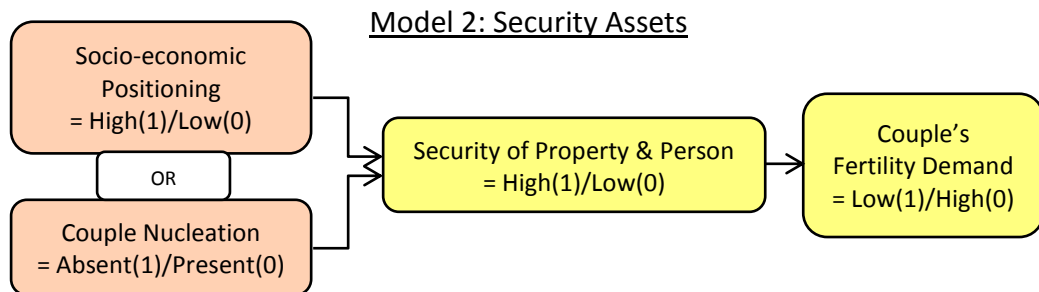 Model 2: Security Assets
Socio-economic
Positioning
= High(1)/Low(0)
OR
Couple Nucleation
= Absent(1)/Present(0)
Security of Property & Person
= High(1)/Low(0)
Couple’s
Fertility Demand
= Low(1)/High(0)